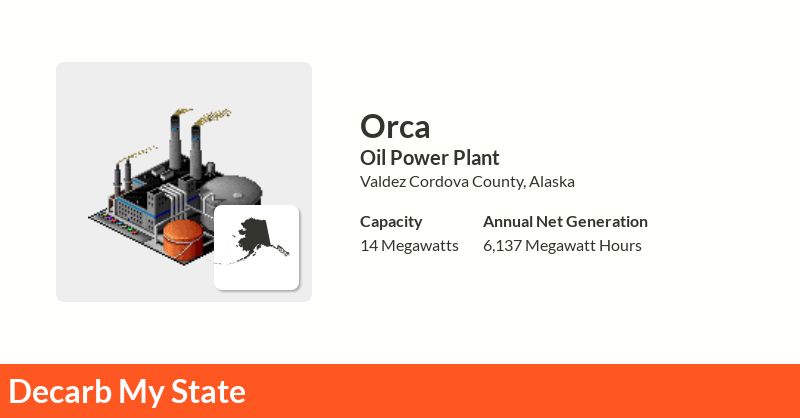 Orca
Oil Power Plant
Valdez Cordova County, Alaska
Capacity
Annual Net Generation
14 Megawatts
6,137 Megawatt Hours
Decarb My State